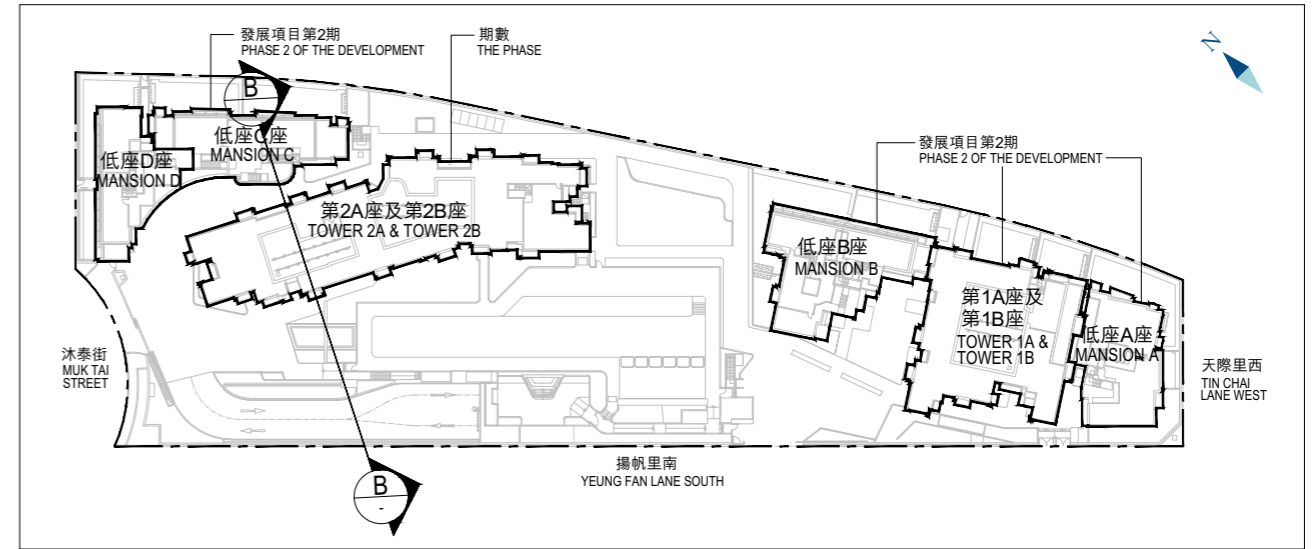 發展項目第2期
PHASE 2 OF THE DEVELOPMENT
期數
THE PHASE
N
B
低座C座
MANSION C
低座D座
MANSION D
第2A座及第2B座
TOWER 2A & TOWER 2B
發展項目第2期
PHASE 2 OF THE DEVELOPMENT
低座B座
MANSION B
第1A座及
第1B座
TOWER 1A &
TOWER 1B
低座A座
MANSION A
沐泰街
MUK TAI
STREET
天際里西
TIN CHAI
LANE WEST
揚帆里南
YEUNG FAN LANE SOUTH
B
-